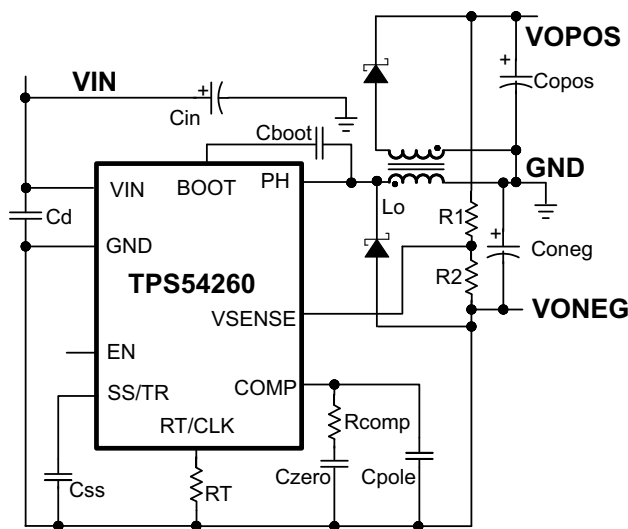 VOPOS
VIN
+
+
Copos
Cin
Cboot
GND
VIN
BOOT
PH
Lo
R1
+
Cd
GND
Coneg
TPS54260
R2
VONEG
VSENSE
EN
COMP
SS/TR
Rcomp
RT/CLK
Czero
Cpole
Css
RT